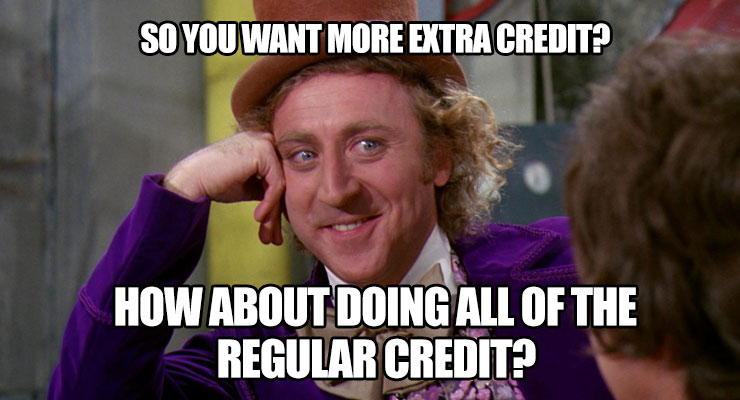 SO YOU WANT MORE EXTRA CREDIT?
HOW ABOUT DOING ALL OF THE
REGULAR CREDIT?